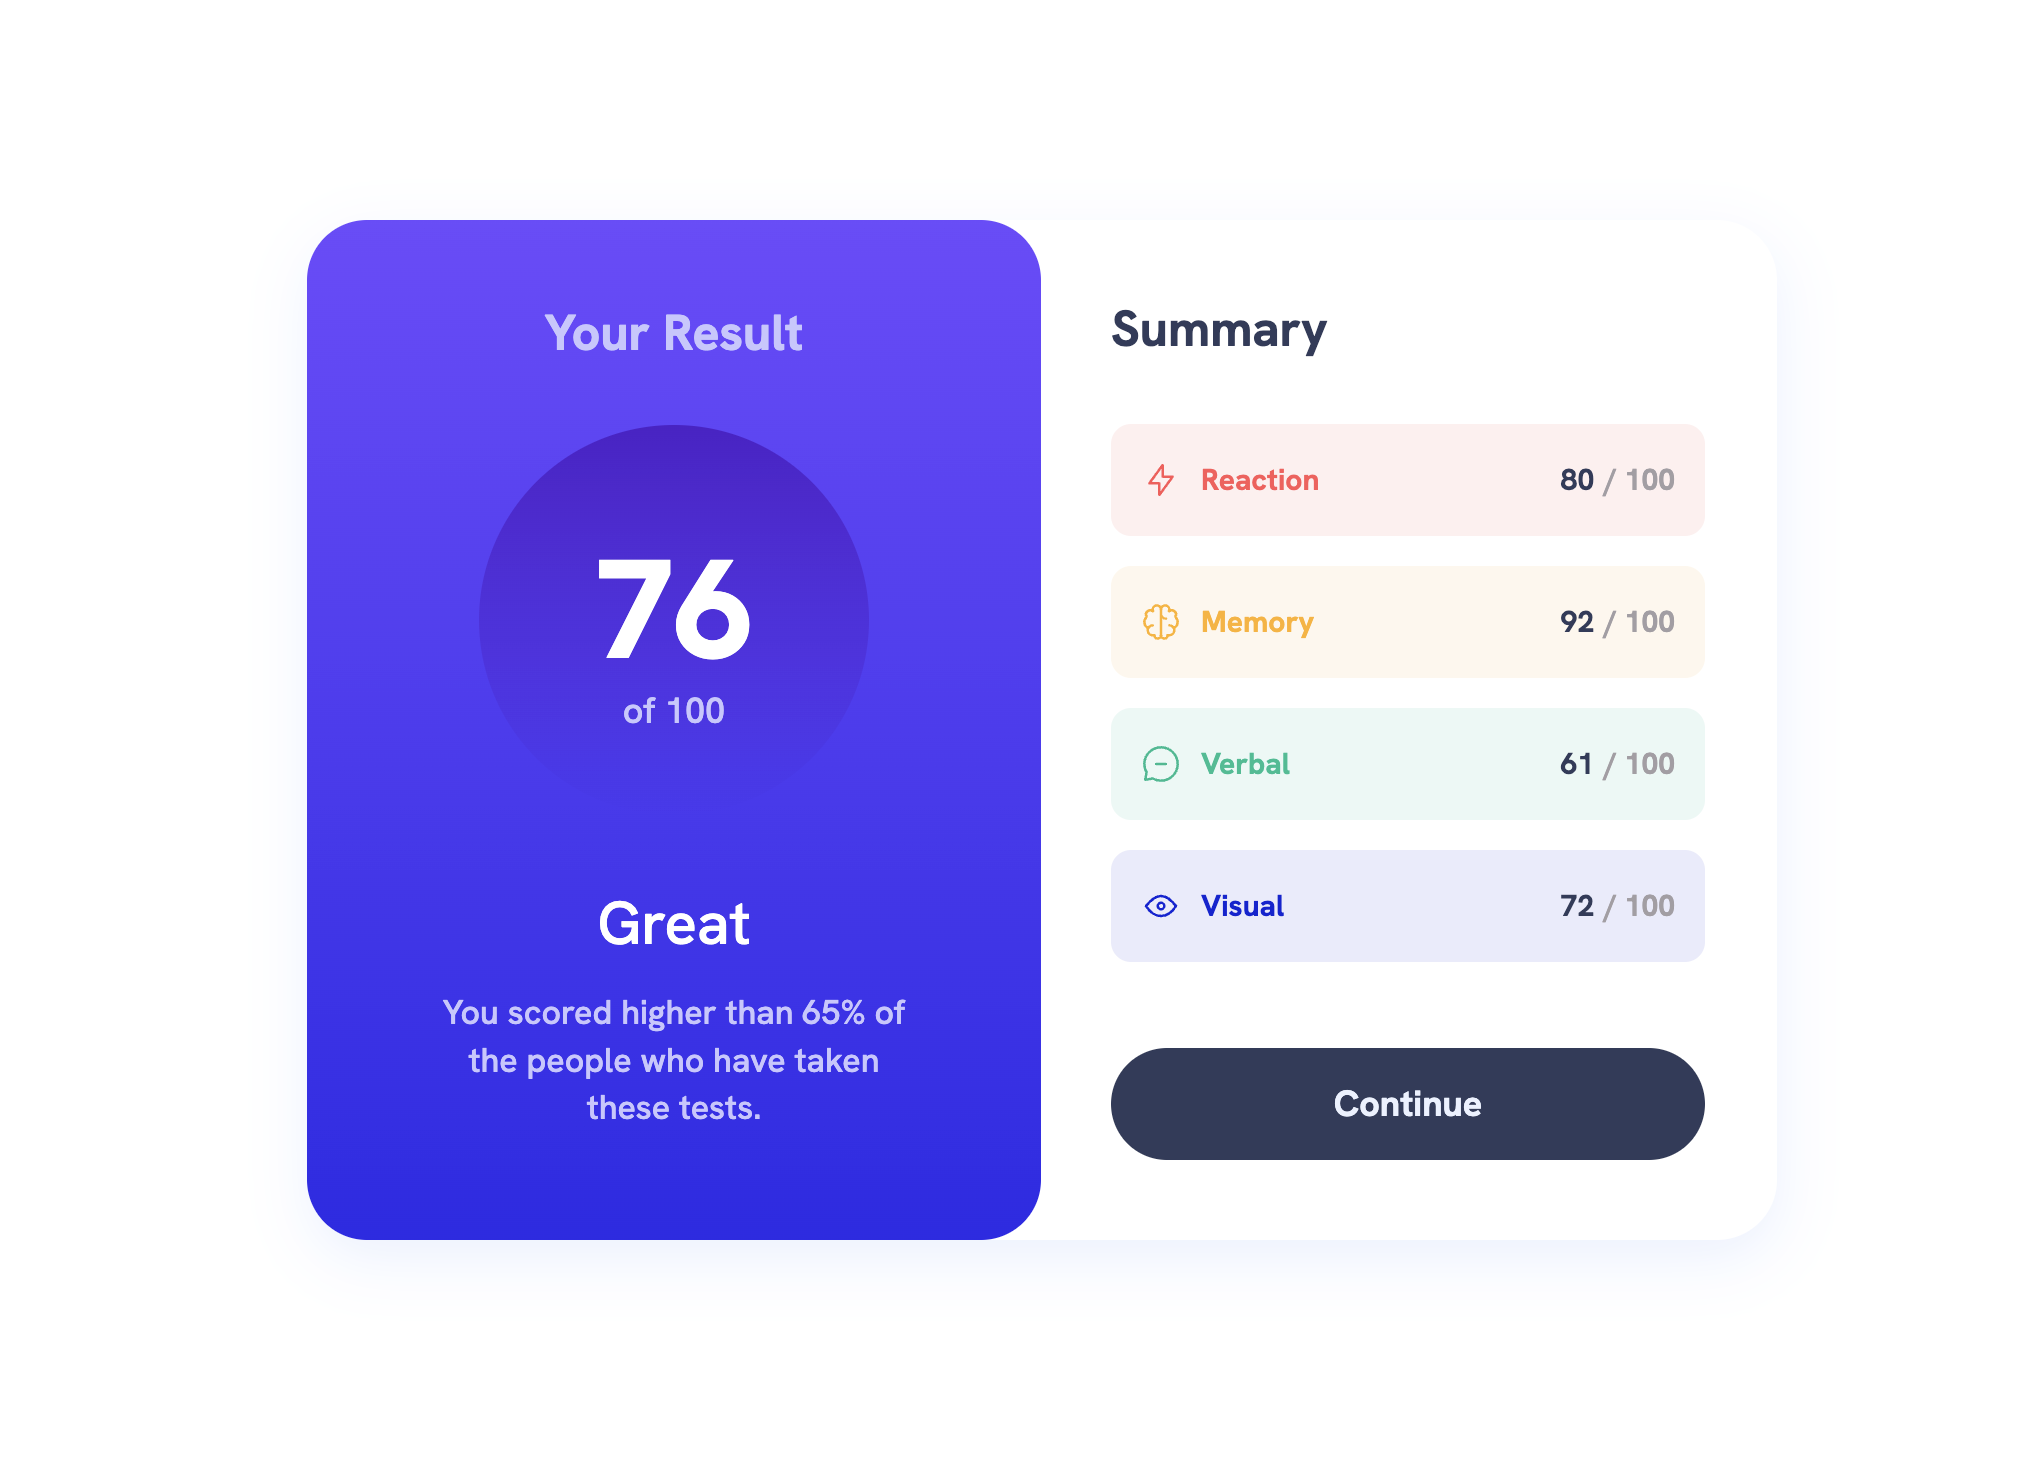 Your Result
76
of 100
Great
You scored higher than 65% of
the people who have taken
these tests.
Summary
Reaction 80 / 100
Memory 92 / 100
Verbal 61 / 100
Visual 72 / 100
Continue